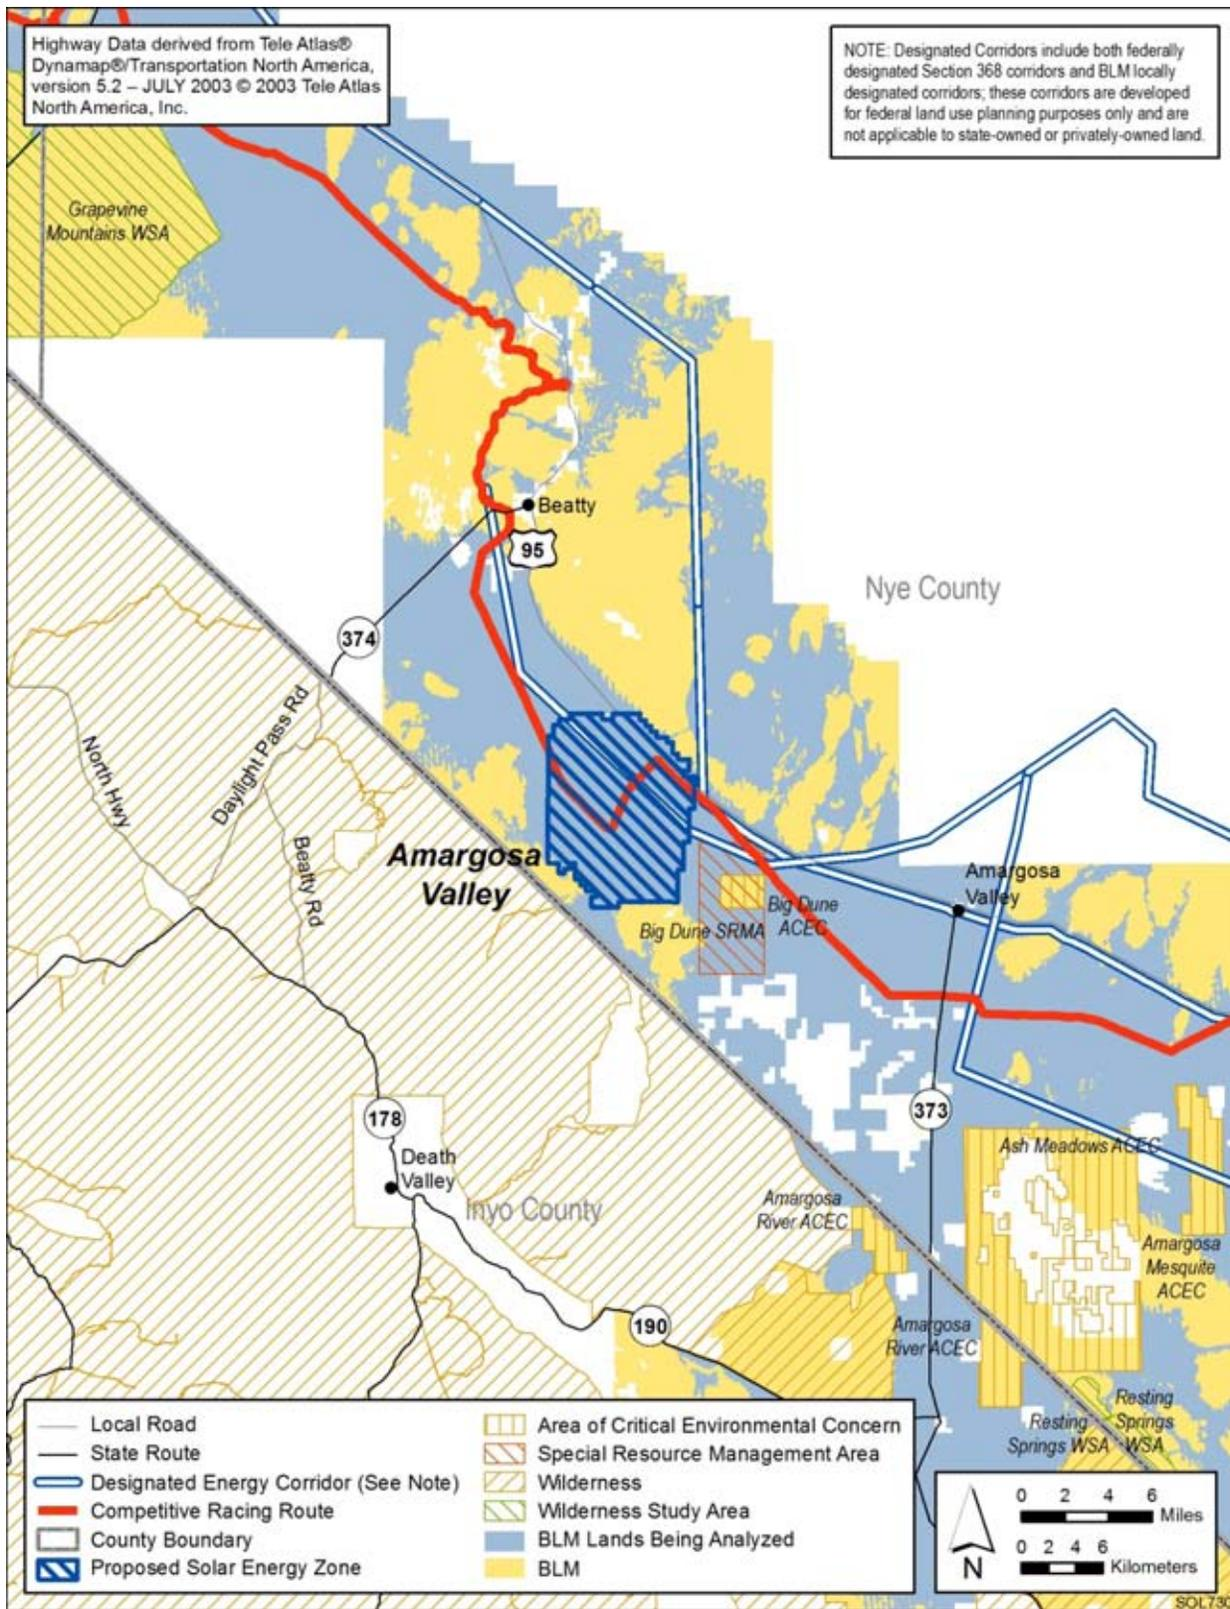 Highway Data derived from Tele Atlas®
Dynamap®/Transportation North America,
version 5.2 – JULY 2003 © 2003 Tele Atlas
North America, Inc.
NOTE: Designated Corridors include both federally
designated Section 368 corridors and BLM locally
designated corridors; these corridors are developed
for federal land use planning purposes only and are
not applicable to state-owned or privately-owned land.
Grapevine
Mountains WSA
Beatty
95
Nye County
374
Daylight Pass Rd
North Hwy
Beatty Rd
Amargosa
Valley
Amargosa
Valley
Big Dune
ACEC
Big Dune SRMA
373
178
Death
Valley
Inyo County
Ash Meadows ACEC
Amargosa
River ACEC
Amargosa
Mesquite
ACEC
190
Amargosa
River ACEC
Resting
Springs
WSA
Resting
Springs WSA
Local Road
State Route
Designated Energy Corridor (See Note)
Competitive Racing Route
County Boundary
Proposed Solar Energy Zone
Area of Critical Environmental Concern
Special Resource Management Area
Wilderness
Wilderness Study Area
BLM Lands Being Analyzed
BLM
N
0 2 4 6
Miles
0 2 4 6
Kilometers